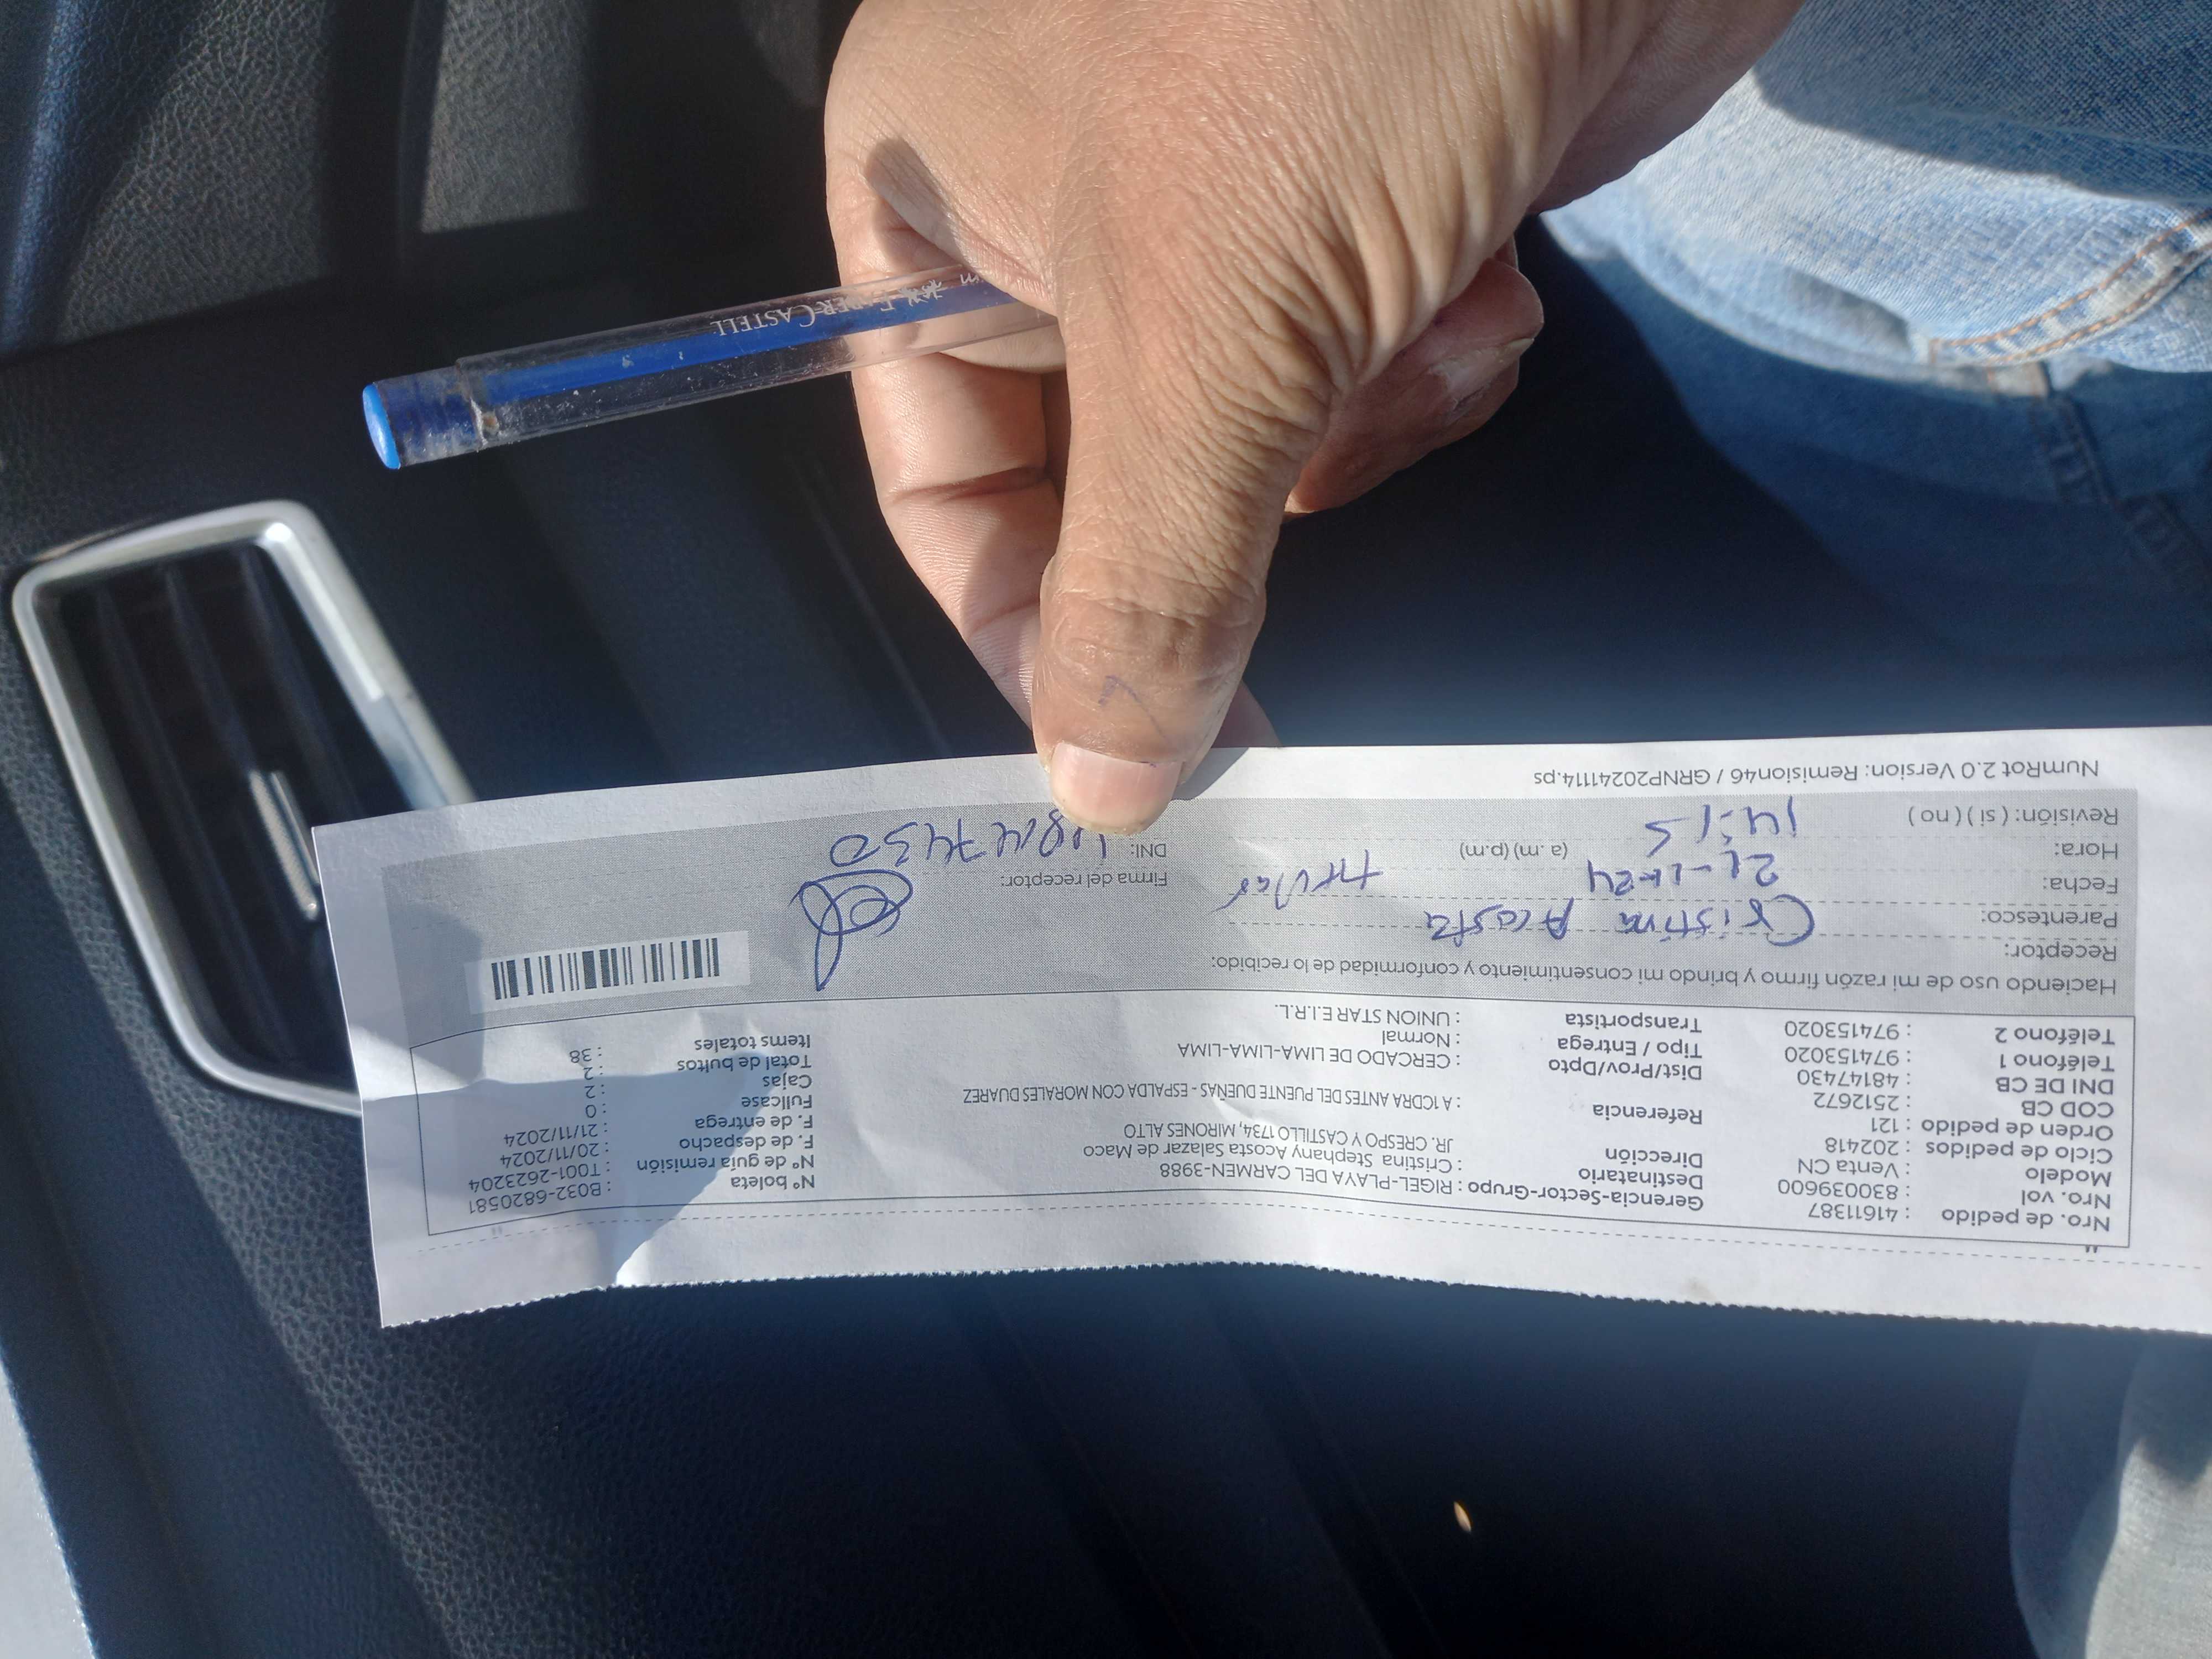 Nro. de pedido : 41611387
Nro. vol : 830039600
Modelo : Venta CN
Ciclo de pedidos : 202418
Orden de pedido : 121
COD CB : 2512672
DNI DE CB : 48147430
Teléfono 1 : 974153020
Teléfono 2 : 974153020
Gerencia-Sector-Grupo : RIGEL-PLAYA DEL CARMEN-3988
Destinatario : Cristina Stephany Acosta Salazar de Maco
Dirección JR. CRESPO Y CASTILLO 1734, MIRONES ALTO
Referencia : A 1CDRA ANTES DEL PUENTE DUEÑAS - ESPALDA CON MORALES DUAREZ
Dist/Prov/Dpto : CERCADO DE LIMA-LIMA-LIMA
Tipo / Entrega : Normal
Transportista : UNION STAR E.I.R.L.
N° boleta : B032-6820581
N° de guía remisión : T001-2623204
F. de despacho : 20/11/2024
F. de entrega : 21/11/2024
Fullcase : 0
Cajas : 2
Total de bultos : 2
Items totales : 38
Haciendo uso de mi razón firmo y brindo mi consentimiento y conformidad de lo recibido:
Receptor:
Parentesco: Cristina Acosta
Fecha: 21-11-24
Hora: (a .m) (p.m) 14:15
Revisión: ( si ) ( no )
Firma del receptor:
DNI: 48147430
NumRot 2.0 Version: Remision46 / GRNP20241114.ps
FABER-CASTELL